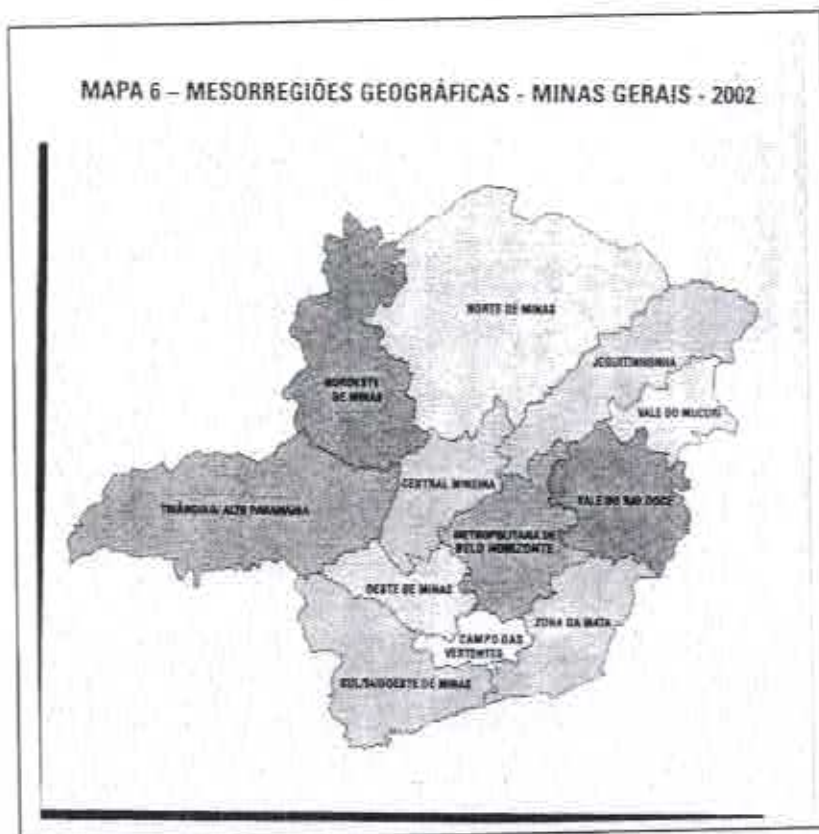 MAPA 6 – MESORREGIÕES GEOGRÁFICAS - MINAS GERAIS - 2002
NORTE DE MINAS
JEQUITINHONHA
NOROESTE
DE MINAS
VALE DO MUCURI
CENTRAL MINEIRA
VALE DO RIO DOCE
TRIÂNGULO/ ALTO PARANAIBA
METROPOLITANA DE
BELO HORIZONTE
OESTE DE MINAS
ZONA DA MATA
CAMPO DAS
VERTENTES
SUL/SUDOESTE DE MINAS